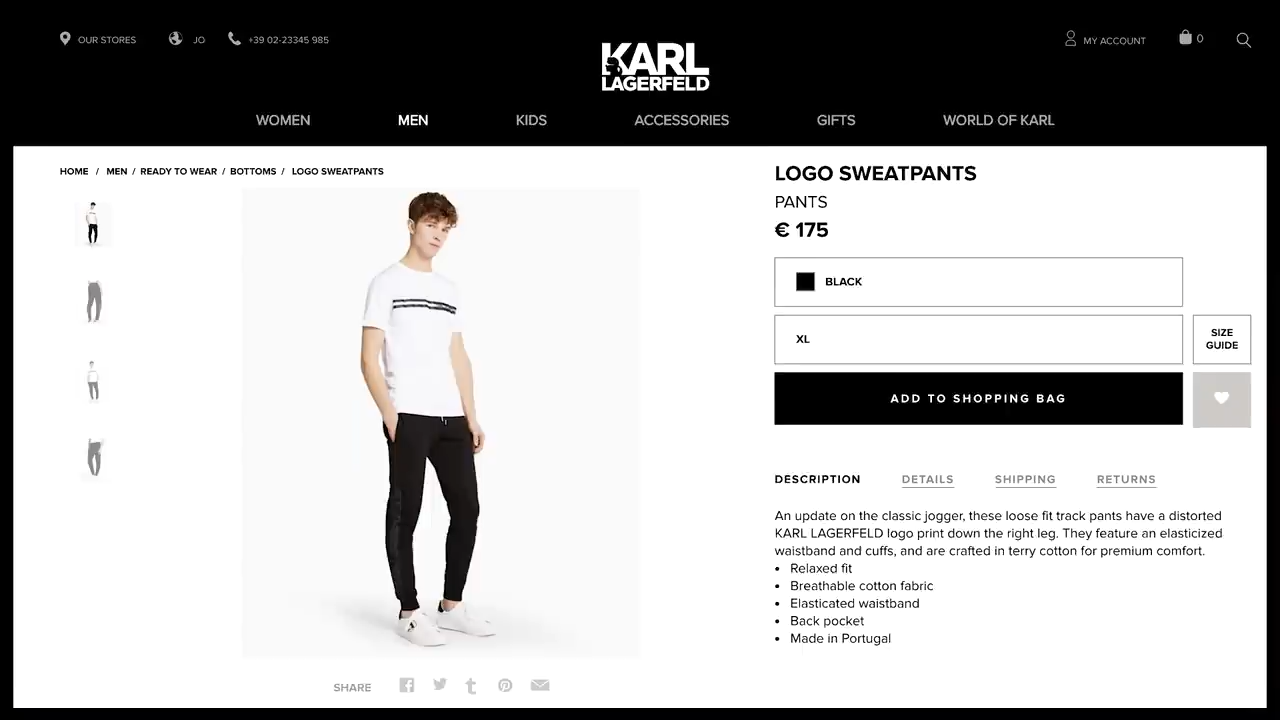 OUR STORES JO +39 02-23345 985
KARL
LAGERFELD
MY ACCOUNT 0
WOMEN MEN KIDS ACCESSORIES GIFTS WORLD OF KARL
HOME / MEN / READY TO WEAR / BOTTOMS / LOGO SWEATPANTS
LOGO SWEATPANTS
PANTS
€ 175
BLACK
XL
SIZE
GUIDE
ADD TO SHOPPING BAG
DESCRIPTION DETAILS SHIPPING RETURNS
An update on the classic jogger, these loose fit track pants have a distorted
KARL LAGERFELD logo print down the right leg. They feature an elasticized
waistband and cuffs, and are crafted in terry cotton for premium comfort.
• Relaxed fit
• Breathable cotton fabric
• Elasticated waistband
• Back pocket
• Made in Portugal
SHARE